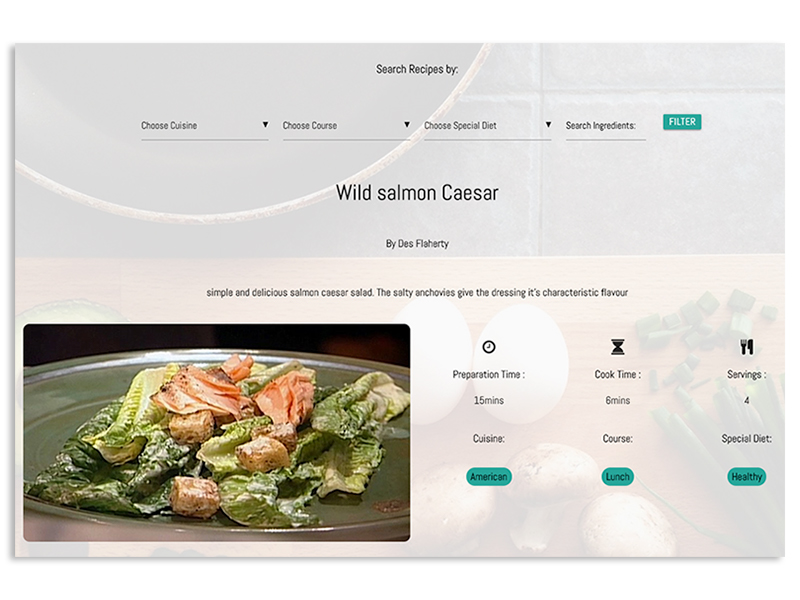 Search Recipes by:
Choose Cuisine ▼ Choose Course ▼ Choose Special Diet ▼ Search Ingredients: FILTER
Wild salmon Caesar
By Des Flaherty
simple and delicious salmon caesar salad. The salty anchovies give the dressing it's characteristic flavour
Preparation Time : Cook Time : Servings :
15mins 6mins 4
Cuisine: Course: Special Diet:
American Lunch Healthy